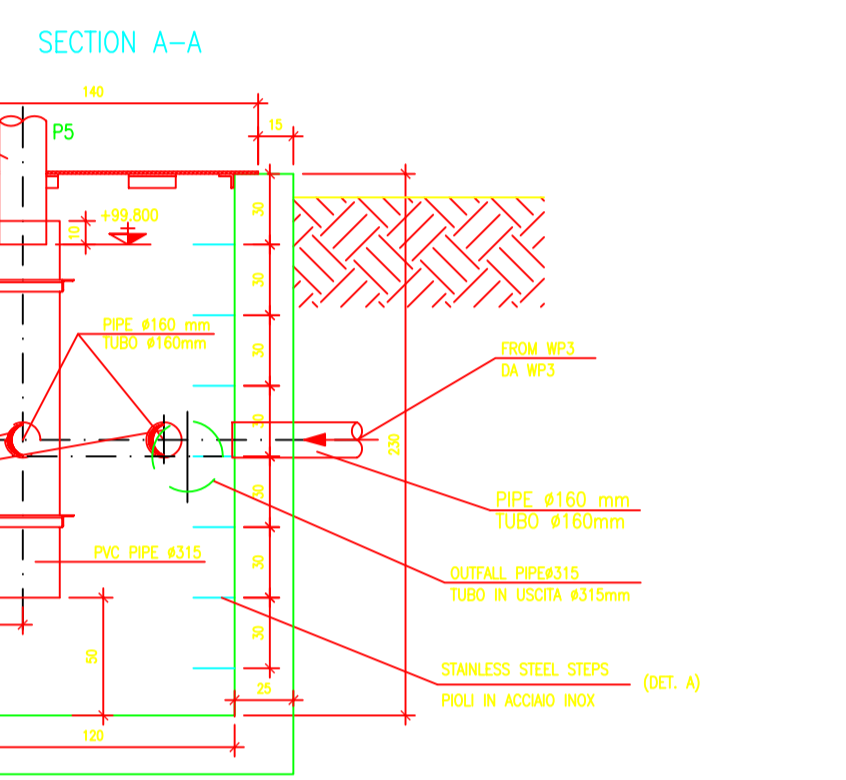 SECTION A-A
140
15
P5
+99,800
10
30
30
30
30
30
30
30
PIPE ø160 mm
TUBO ø160mm
FROM WP3
DA WP3
230
PIPE ø160 mm
TUBO ø160mm
PVC PIPE ø315
OUTFALL PIPEø315
TUBO IN USCITA ø315mm
50
STAINLESS STEEL STEPS
(DET. A)
PIOLI IN ACCIAIO INOX
25
120